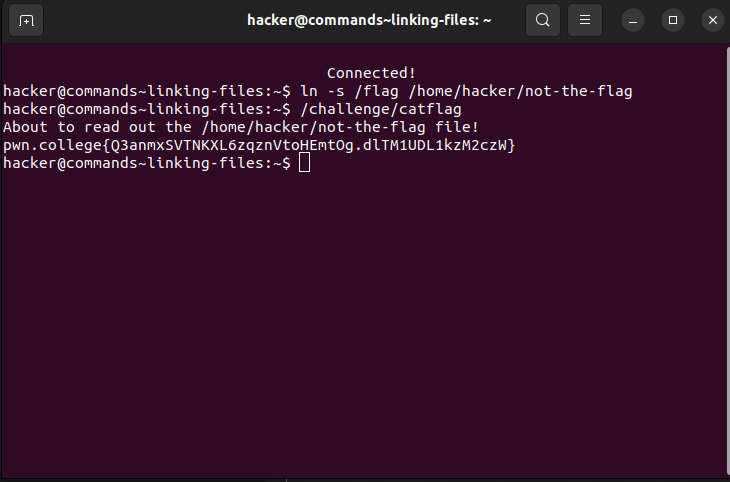 hacker@commands~linking-files: ~
Connected!
hacker@commands~linking-files:~$ ln -s /flag /home/hacker/not-the-flag
hacker@commands~linking-files:~$ /challenge/catflag
About to read out the /home/hacker/not-the-flag file!
pwn.college{Q3anmxSVTNKXL6zqznVtoHEmtOg.dlTM1UDL1kzM2czW}
hacker@commands~linking-files:~$